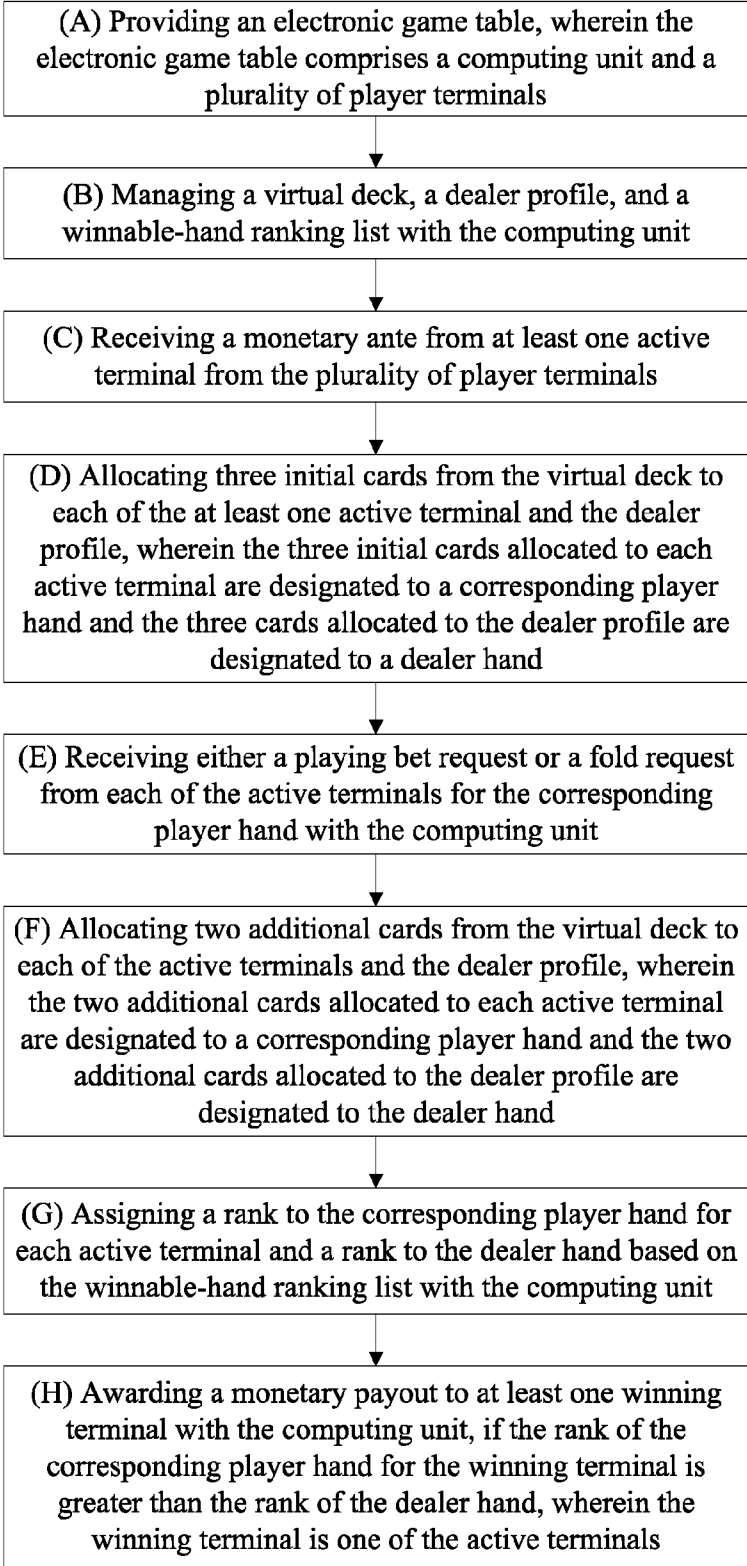 (A) Providing an electronic game table, wherein the
electronic game table comprises a computing unit and a
plurality of player terminals
(B) Managing a virtual deck, a dealer profile, and a
winnable-hand ranking list with the computing unit
(C) Receiving a monetary ante from at least one active
terminal from the plurality of player terminals
(D) Allocating three initial cards from the virtual deck to
each of the at least one active terminal and the dealer
profile, wherein the three initial cards allocated to each
active terminal are designated to a corresponding player
hand and the three cards allocated to the dealer profile are
designated to a dealer hand
(E) Receiving either a playing bet request or a fold request
from each of the active terminals for the corresponding
player hand with the computing unit
(F) Allocating two additional cards from the virtual deck to
each of the active terminals and the dealer profile, wherein
the two additional cards allocated to each active terminal
are designated to a corresponding player hand and the two
additional cards allocated to the dealer profile are
designated to the dealer hand
(G) Assigning a rank to the corresponding player hand for
each active terminal and a rank to the dealer hand based on
the winnable-hand ranking list with the computing unit
(H) Awarding a monetary payout to at least one winning
terminal with the computing unit, if the rank of the
corresponding player hand for the winning terminal is
greater than the rank of the dealer hand, wherein the
winning terminal is one of the active terminals